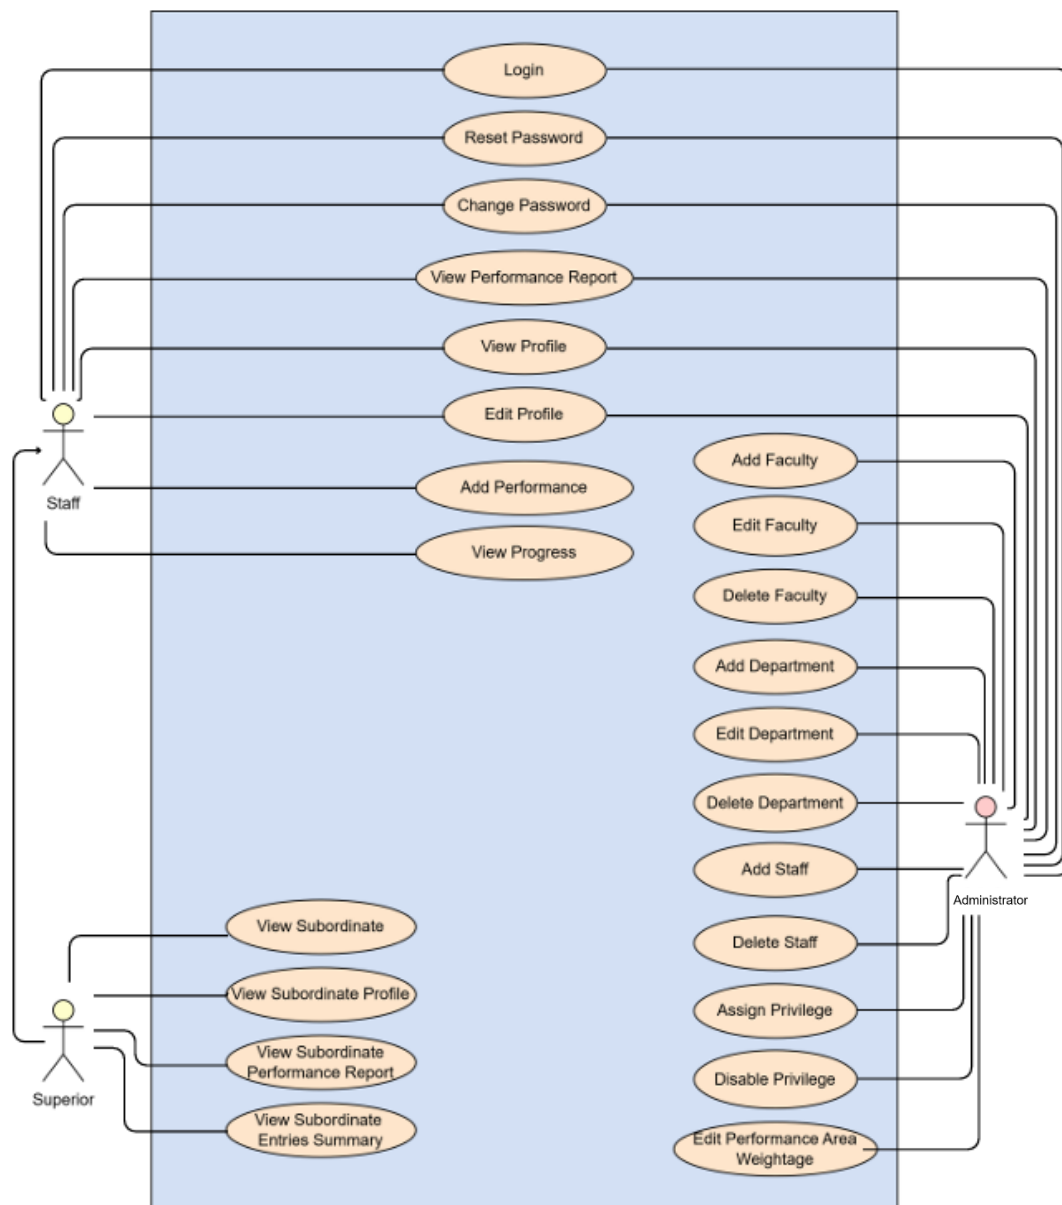 Login
Reset Password
Change Password
View Performance Report
View Profile
Edit Profile
Add Performance
View Progress
Staff
Add Faculty
Edit Faculty
Delete Faculty
Add Department
Edit Department
Delete Department
Add Staff
Delete Staff
Assign Privilege
Disable Privilege
Edit Performance Area
Weightage
Administrator
View Subordinate
View Subordinate Profile
View Subordinate
Performance Report
View Subordinate
Entries Summary
Superior